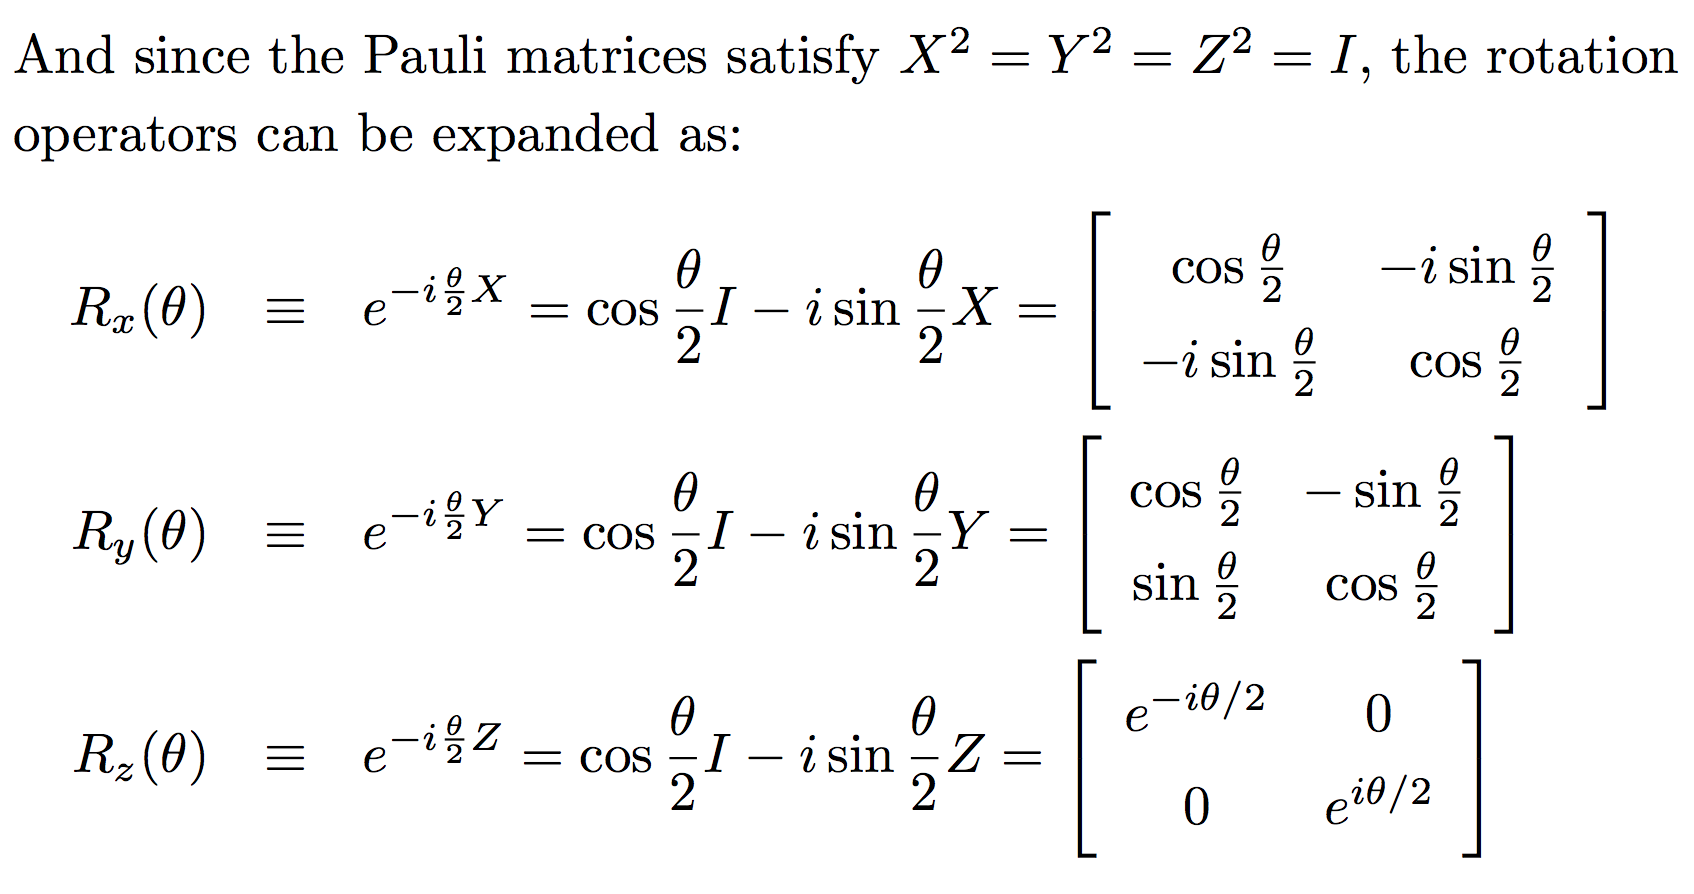 And since the Pauli matrices satisfy $X^2 = Y^2 = Z^2 = I$, the rotation
operators can be expanded as:
$R_x(\theta) \equiv e^{-i\frac{\theta}{2}X} = \cos\frac{\theta}{2}I - i\sin\frac{\theta}{2}X = \begin{bmatrix} \cos\frac{\theta}{2} & -i\sin\frac{\theta}{2} \\ -i\sin\frac{\theta}{2} & \cos\frac{\theta}{2} \end{bmatrix}$
$R_y(\theta) \equiv e^{-i\frac{\theta}{2}Y} = \cos\frac{\theta}{2}I - i\sin\frac{\theta}{2}Y = \begin{bmatrix} \cos\frac{\theta}{2} & -\sin\frac{\theta}{2} \\ \sin\frac{\theta}{2} & \cos\frac{\theta}{2} \end{bmatrix}$
$R_z(\theta) \equiv e^{-i\frac{\theta}{2}Z} = \cos\frac{\theta}{2}I - i\sin\frac{\theta}{2}Z = \begin{bmatrix} e^{-i\theta/2} & 0 \\ 0 & e^{i\theta/2} \end{bmatrix}$